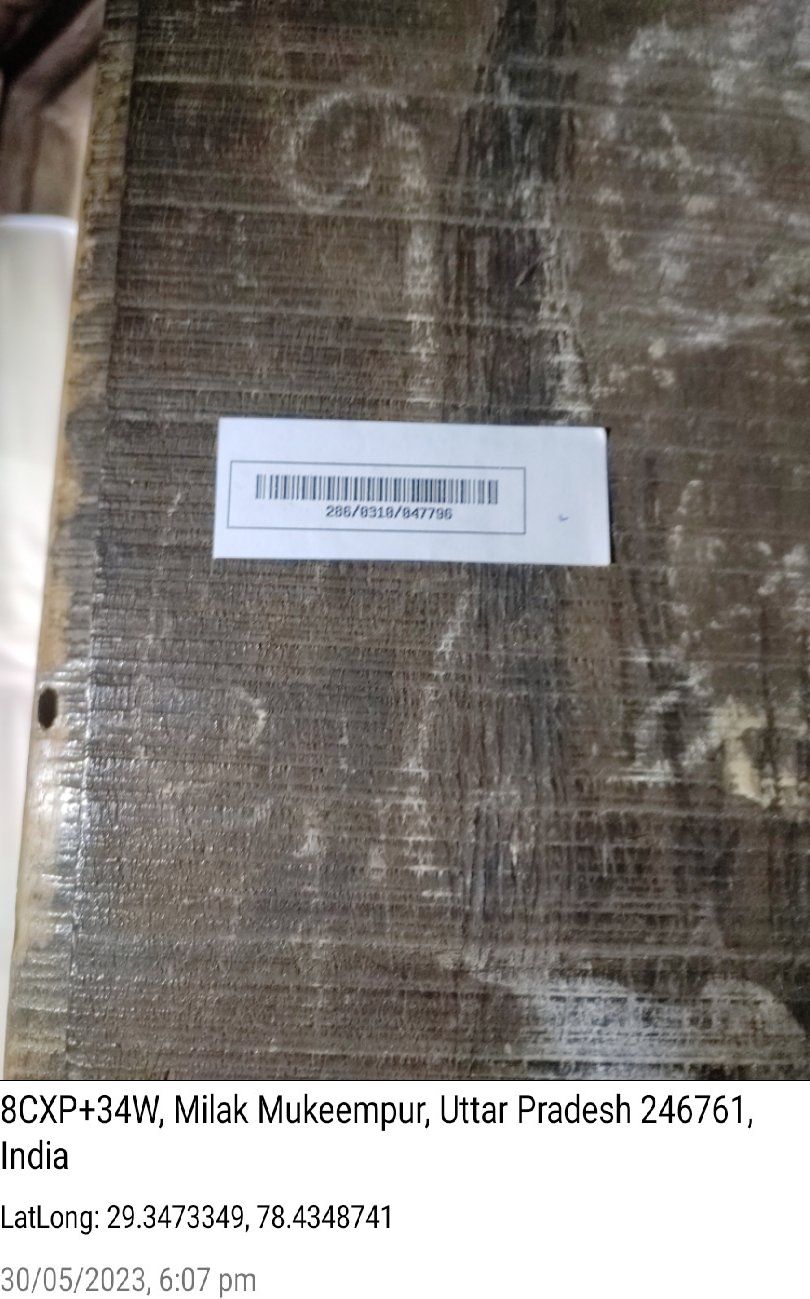 286/0310/047796
8CXP+34W, Milak Mukeempur, Uttar Pradesh 246761,
India
LatLong: 29.3473349, 78.4348741
30/05/2023, 6:07 pm